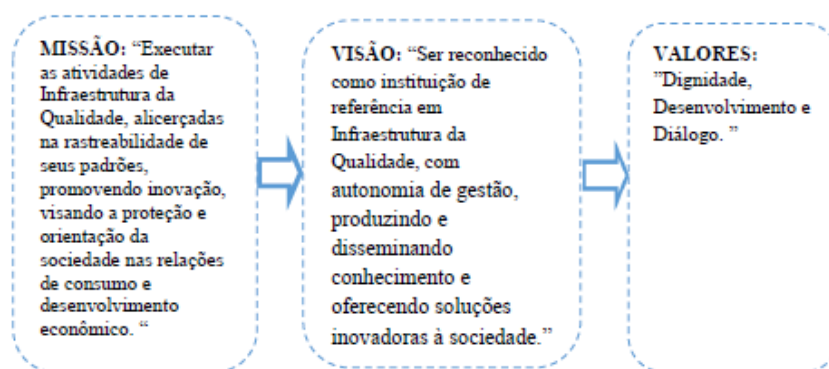 MISSÃO: “Executar
as atividades de
Infraestrutura da
Qualidade, alicerçadas
na rastreabilidade de
seus padrões,
promovendo inovação,
visando a proteção e
orientação da
sociedade nas relações
de consumo e
desenvolvimento
econômico. “
VISÃO: “Ser reconhecido
como instituição de
referência em
Infraestrutura da
Qualidade, com
autonomia de gestão,
produzindo e
disseminando
conhecimento e
oferecendo soluções
inovadoras à sociedade.”
VALORES:
”Dignidade,
Desenvolvimento e
Diálogo. ”